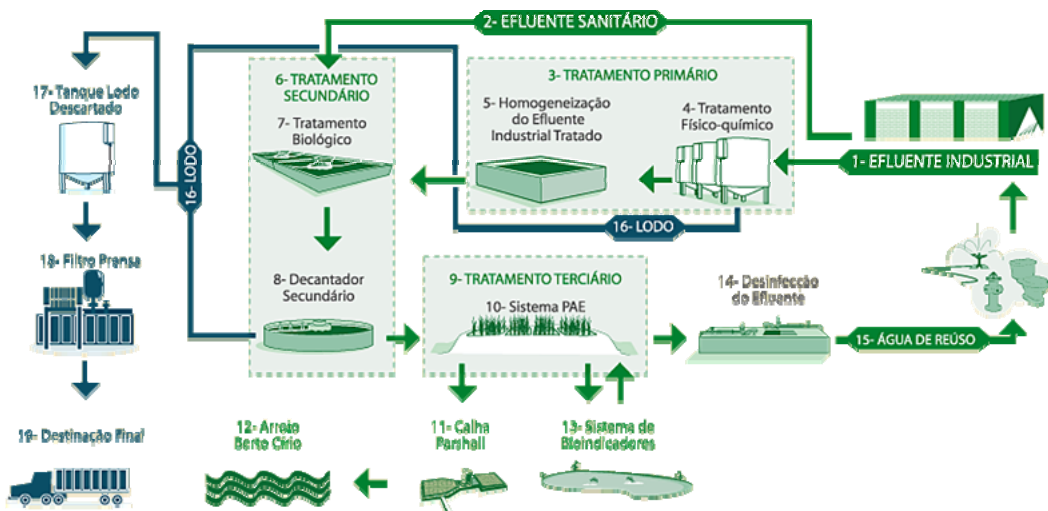 2- EFLUENTE SANITÁRIO
3- TRATAMENTO PRIMÁRIO
5- Homogeneização
do Efluente
Industrial Tratado
4- Tratamento
Físico-químico
1- EFLUENTE INDUSTRIAL
16- LODO
6- TRATAMENTO
SECUNDÁRIO
7- Tratamento
Biológico
8- Decantador
Secundário
9- TRATAMENTO TERCIÁRIO
10- Sistema PAE
14- Desinfecção
do Efluente
15- ÁGUA DE REÚSO
11- Calha
Parshall
13- Sistema de
Bioindicadores
12- Arroio
Berto Círio
16- LODO
17- Tanque Lodo
Descartado
18- Filtro Prensa
19- Destinação Final